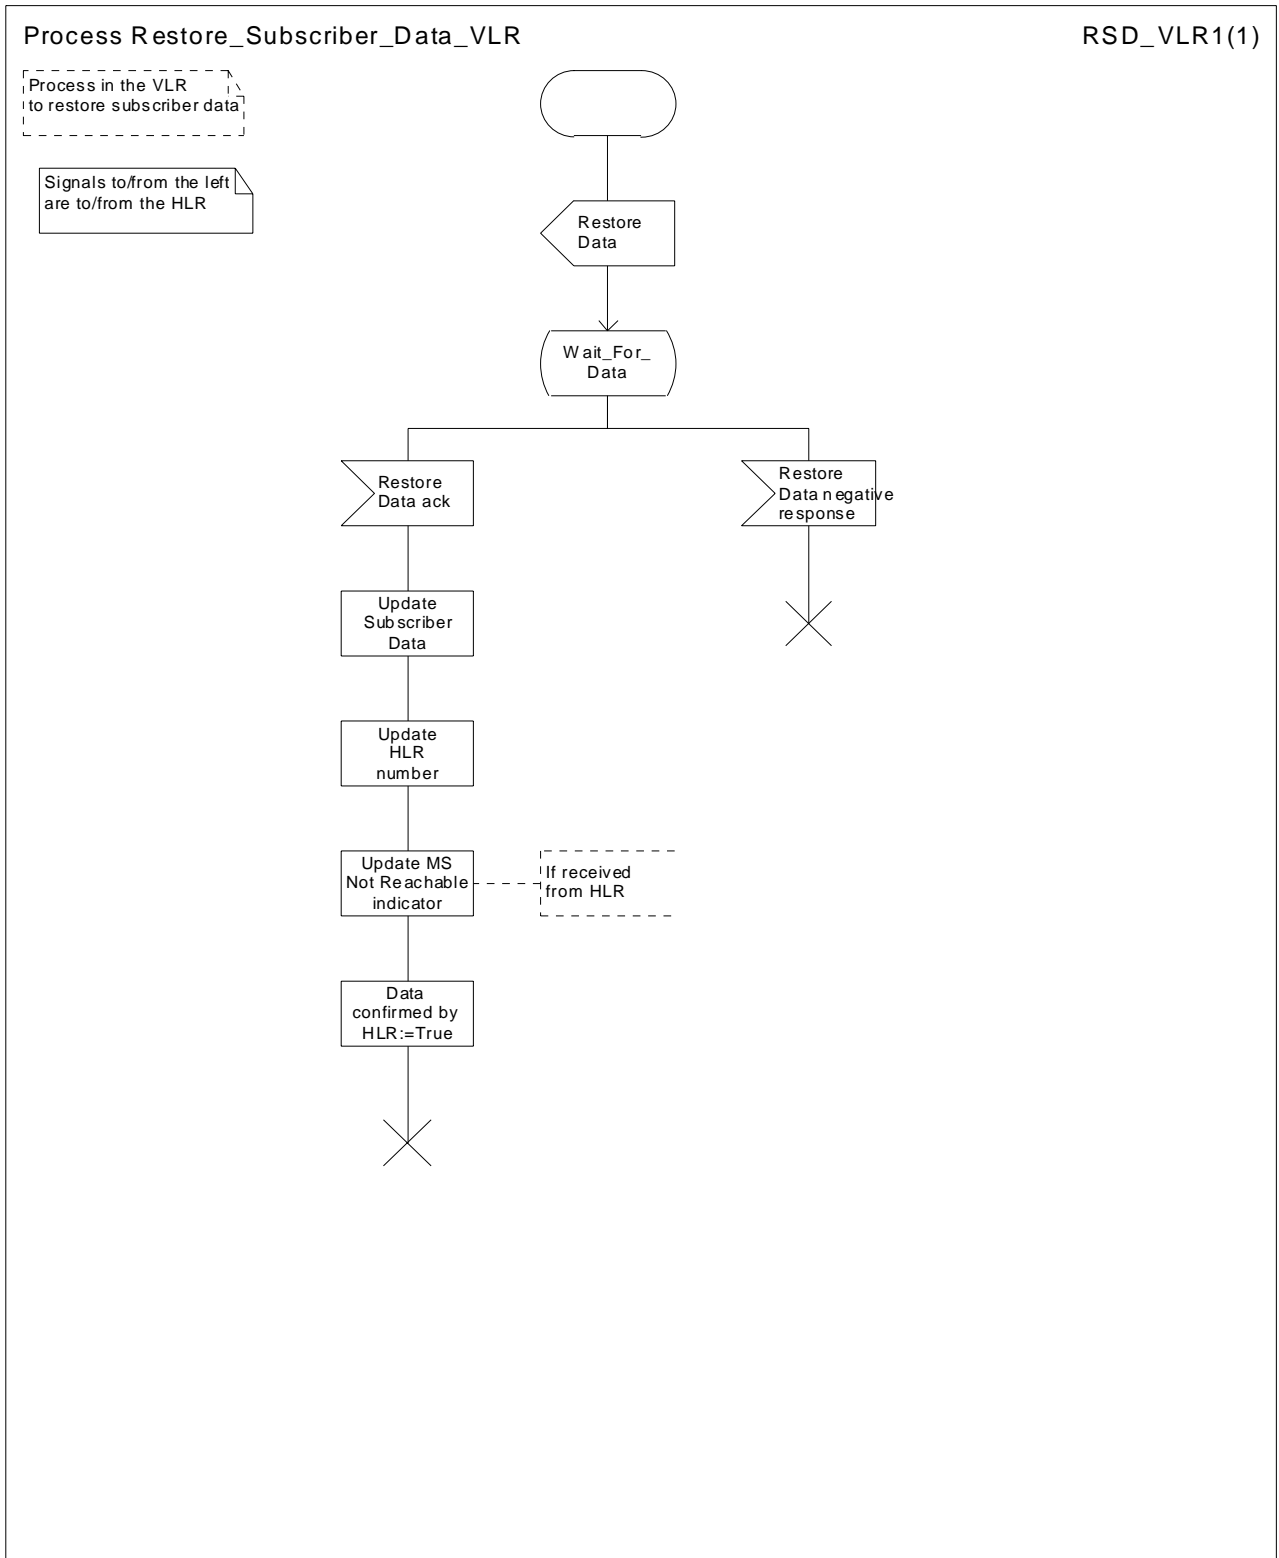 Process Restore_Subscriber_Data_VLR
RSD_VLR1(1)
Process in the VLR
to restore subscriber data
Signals to/from the left
are to/from the HLR
Restore
Data
Wait_For_
Data
Restore
Data ack
Restore
Data negative
response
Update
Subscriber
Data
Update
HLR
number
Update MS
Not Reachable
indicator
If received
from HLR
Data
confirmed by
HLR:=True